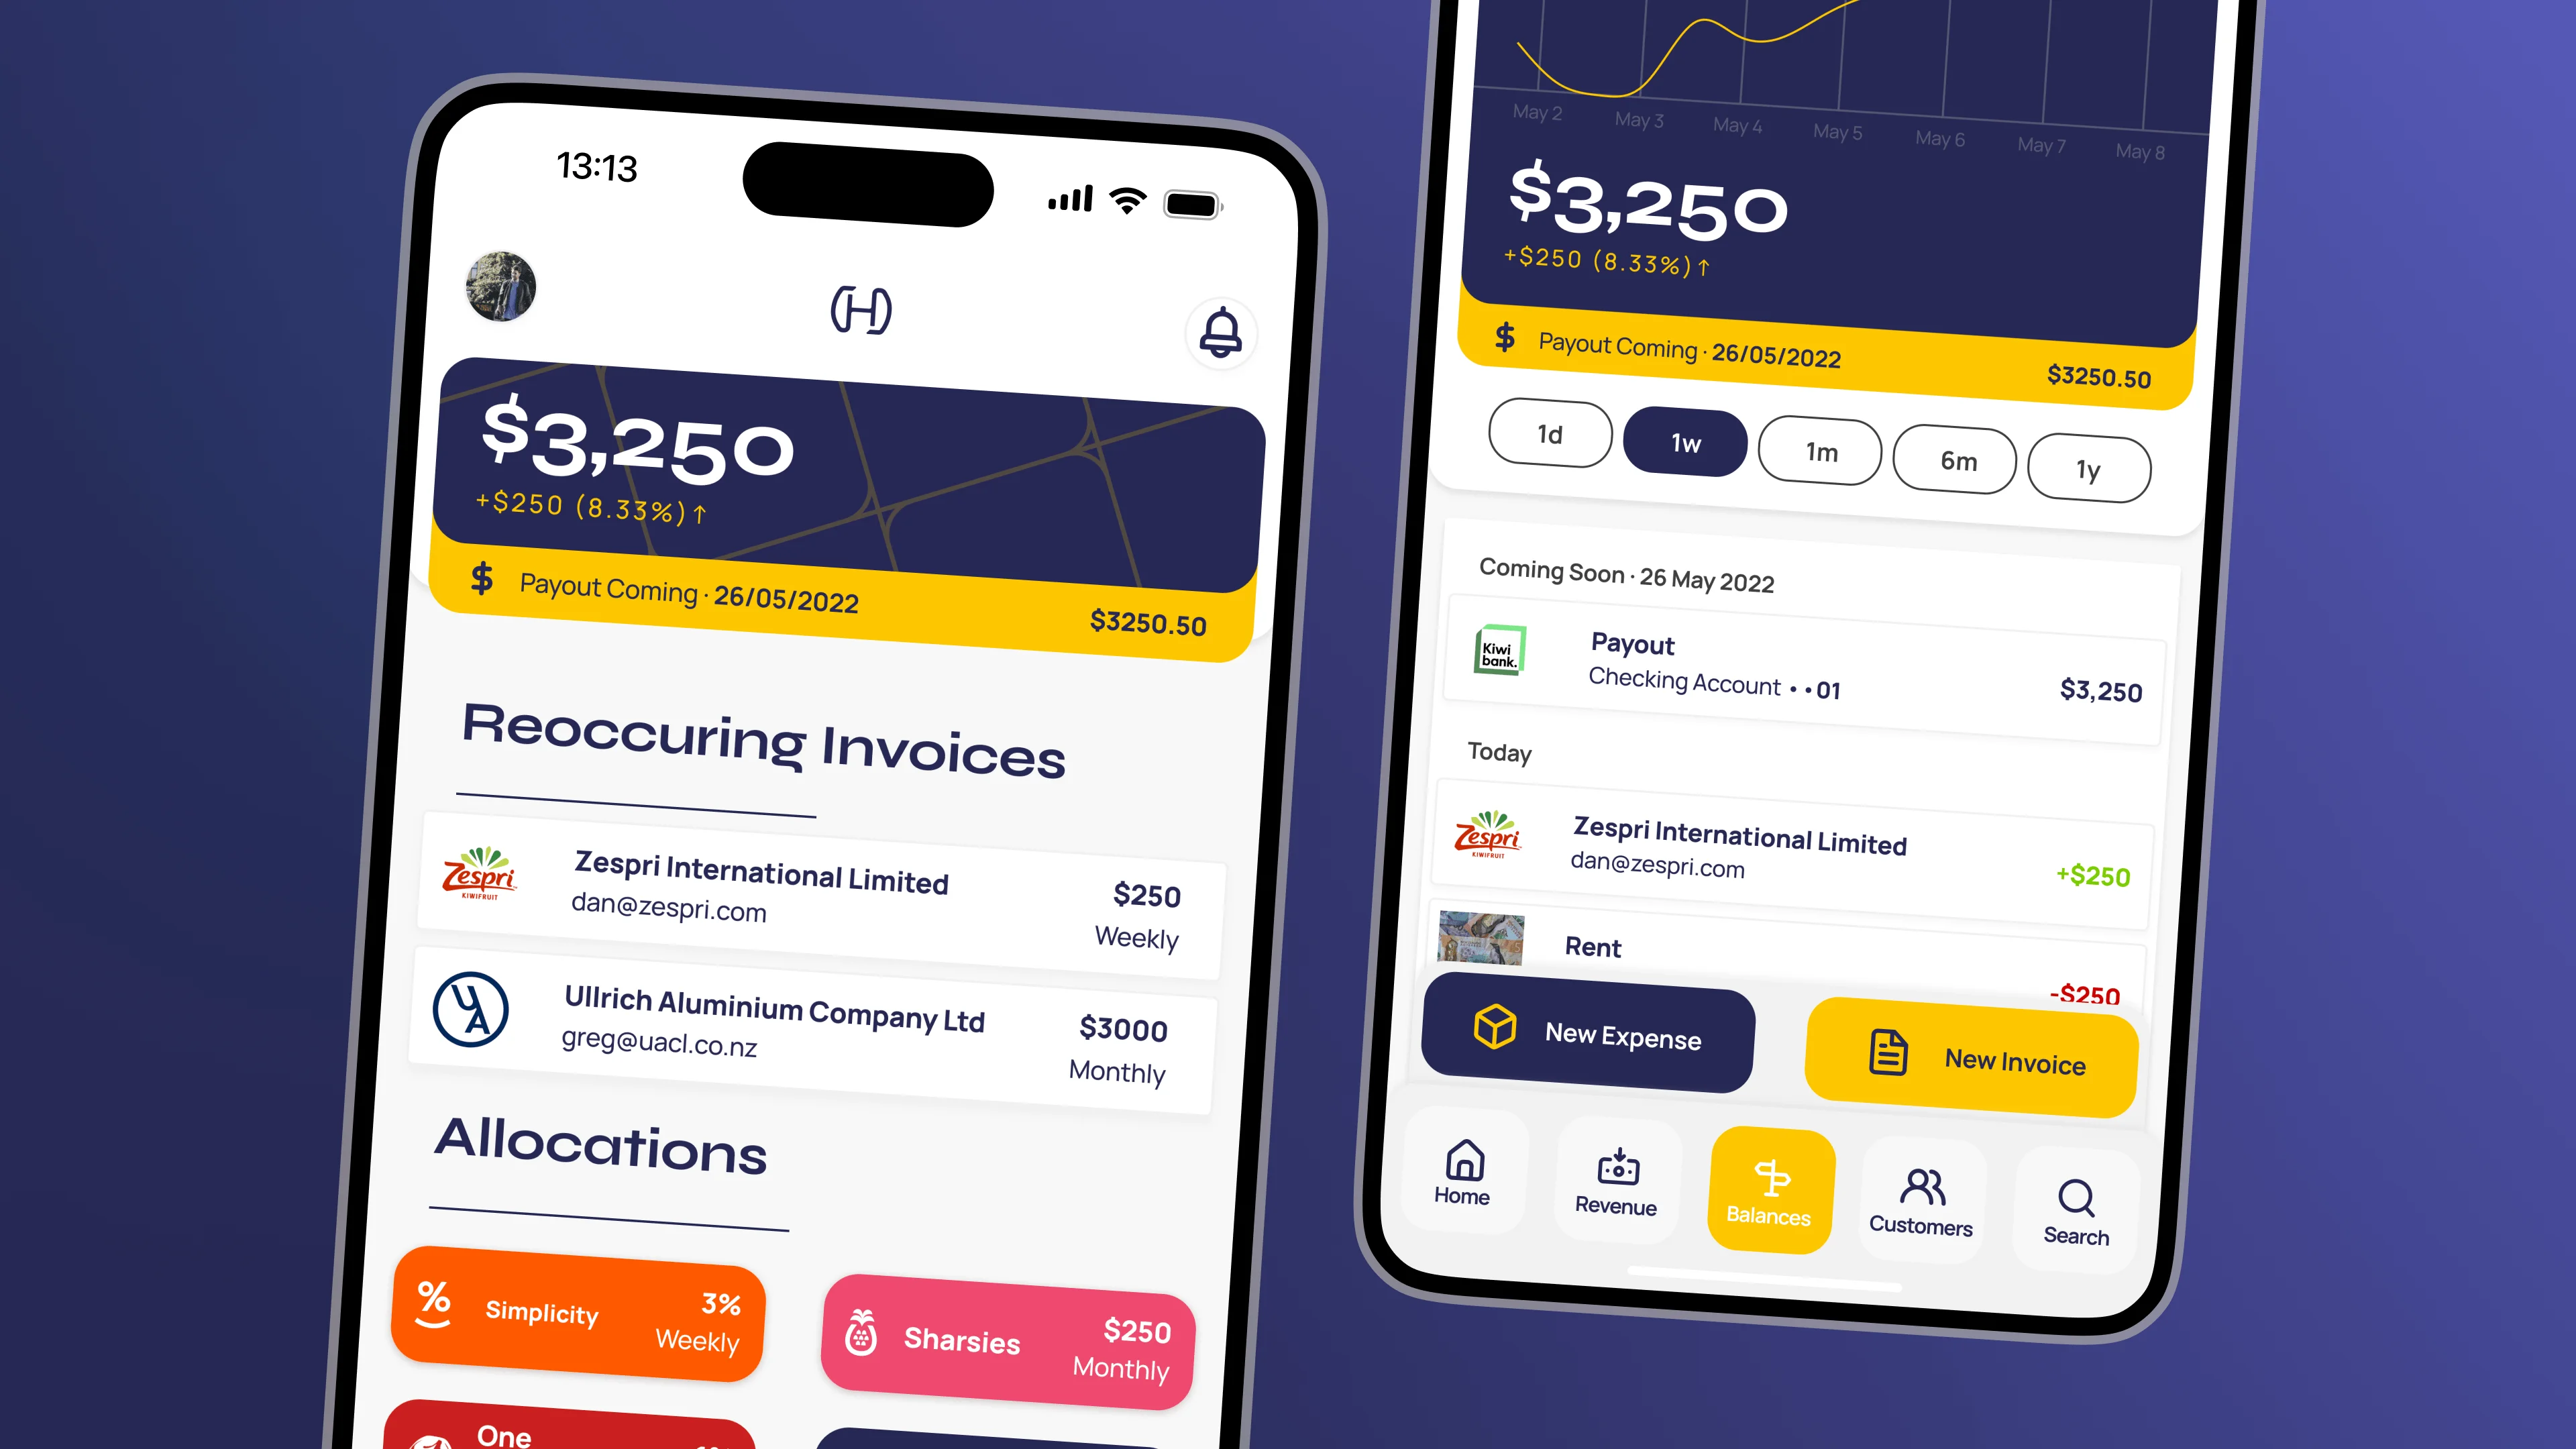 13:13
$3,250
+$250 (8.33%)↑
$ Payout Coming · 26/05/2022 $3250.50
Reoccuring Invoices
Zespri KIWIFRUIT
Zespri International Limited
dan@zespri.com
$250
Weekly
UA
Ullrich Aluminium Company Ltd
greg@uacl.co.nz
$3000
Monthly
Allocations
%
Simplicity
3%
Weekly
Sharsies
$250
Monthly
One
May 2 May 3 May 4 May 5 May 6 May 7 May 8
$3,250
+$250 (8.33%)↑
$ Payout Coming · 26/05/2022 $3250.50
1d 1w 1m 6m 1y
Coming Soon · 26 May 2022
Kiwi
bank.
Payout
Checking Account • • 01
$3,250
Today
Zespri KIWIFRUIT
Zespri International Limited
dan@zespri.com
+$250
Rent
-$250
New Expense
New Invoice
Home Revenue Balances Customers Search